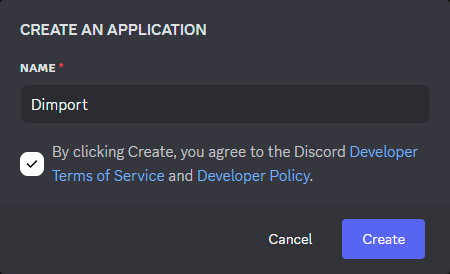 CREATE AN APPLICATION
NAME *
Dimport
By clicking Create, you agree to the Discord Developer
Terms of Service and Developer Policy.
Cancel Create